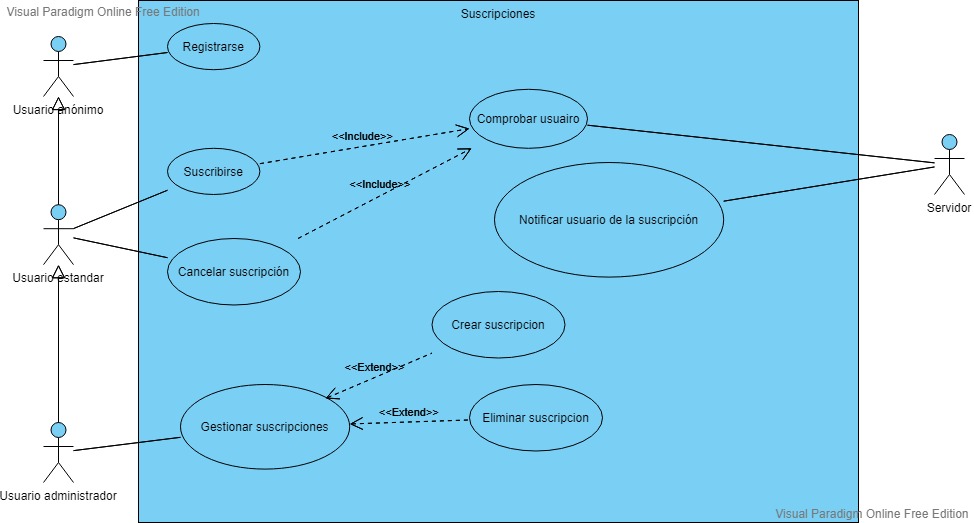 Visual Paradigm Online Free Edition
Suscripciones
Registrarse
Usuario anónimo
Comprobar usuairo
<<Include>>
Suscribirse
<<Include>>
Servidor
Notificar usuario de la suscripción
Usuario estandar
Cancelar suscripción
Crear suscripcion
<<Extend>>
<<Extend>>
Eliminar suscripcion
Gestionar suscripciones
Usuario administrador
Visual Paradigm Online Free Edition